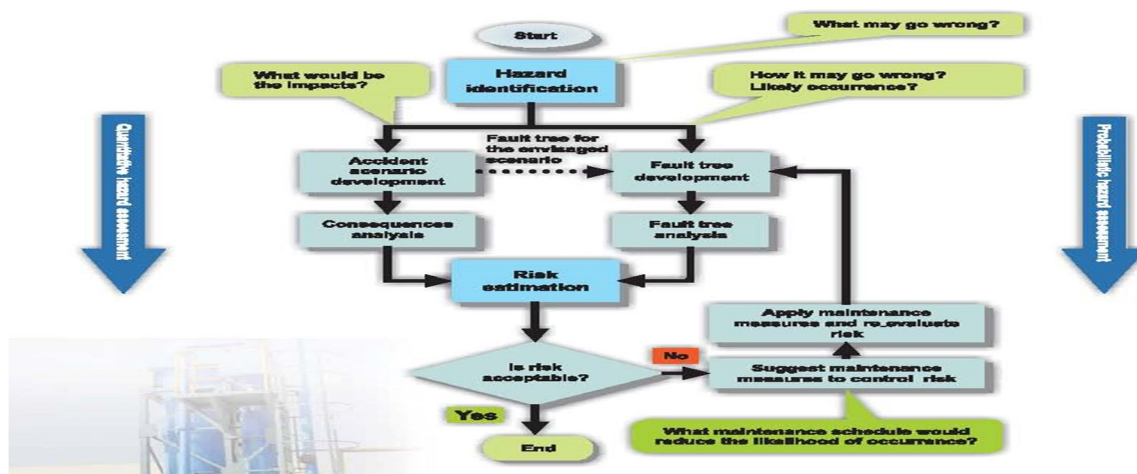 What may go wrong?
Start
What would be
the impacts?
Hazard
identification
How it may go wrong?
Likely occurrence?
Quantitative hazard assessment
Probabilistic hazard assessment
Fault tree for
the envisaged
scenario
Accident
scenario
development
Fault tree
development
Consequences
analysis
Fault tree
analysis
Risk
estimation
Apply maintenance
measures and re_evaluate
risk
Is risk
acceptable?
No
Suggest maintenance
measures to control risk
Yes
What maintenance schedule would
reduce the likelihood of occurrence?
End